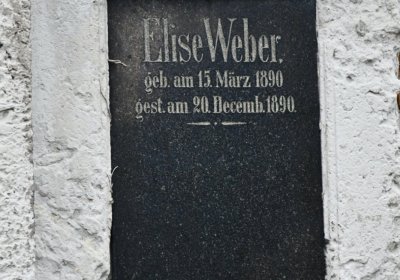 Elise Weber.
geb. am 15. März 1890
gest. am 20. Decemb. 1890.